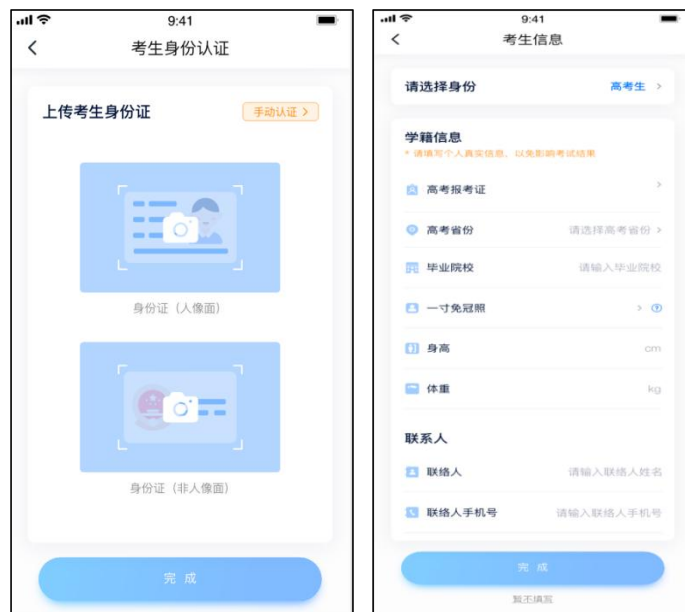 9:41
考生身份认证
上传考生身份证
手动认证 >
身份证（人像面）
身份证（非人像面）
完 成
9:41
考生信息
请选择身份 高考生 >
学籍信息
* 请填写个人真实信息、以免影响考试结果
高考报考证 >
高考省份 请选择高考省份 >
毕业院校 请输入毕业院校
一寸免冠照 >
身高 cm
体重 kg
联系人
联络人 请输入联络人姓名
联络人手机号 请输入联络人手机号
完 成
暂不填写